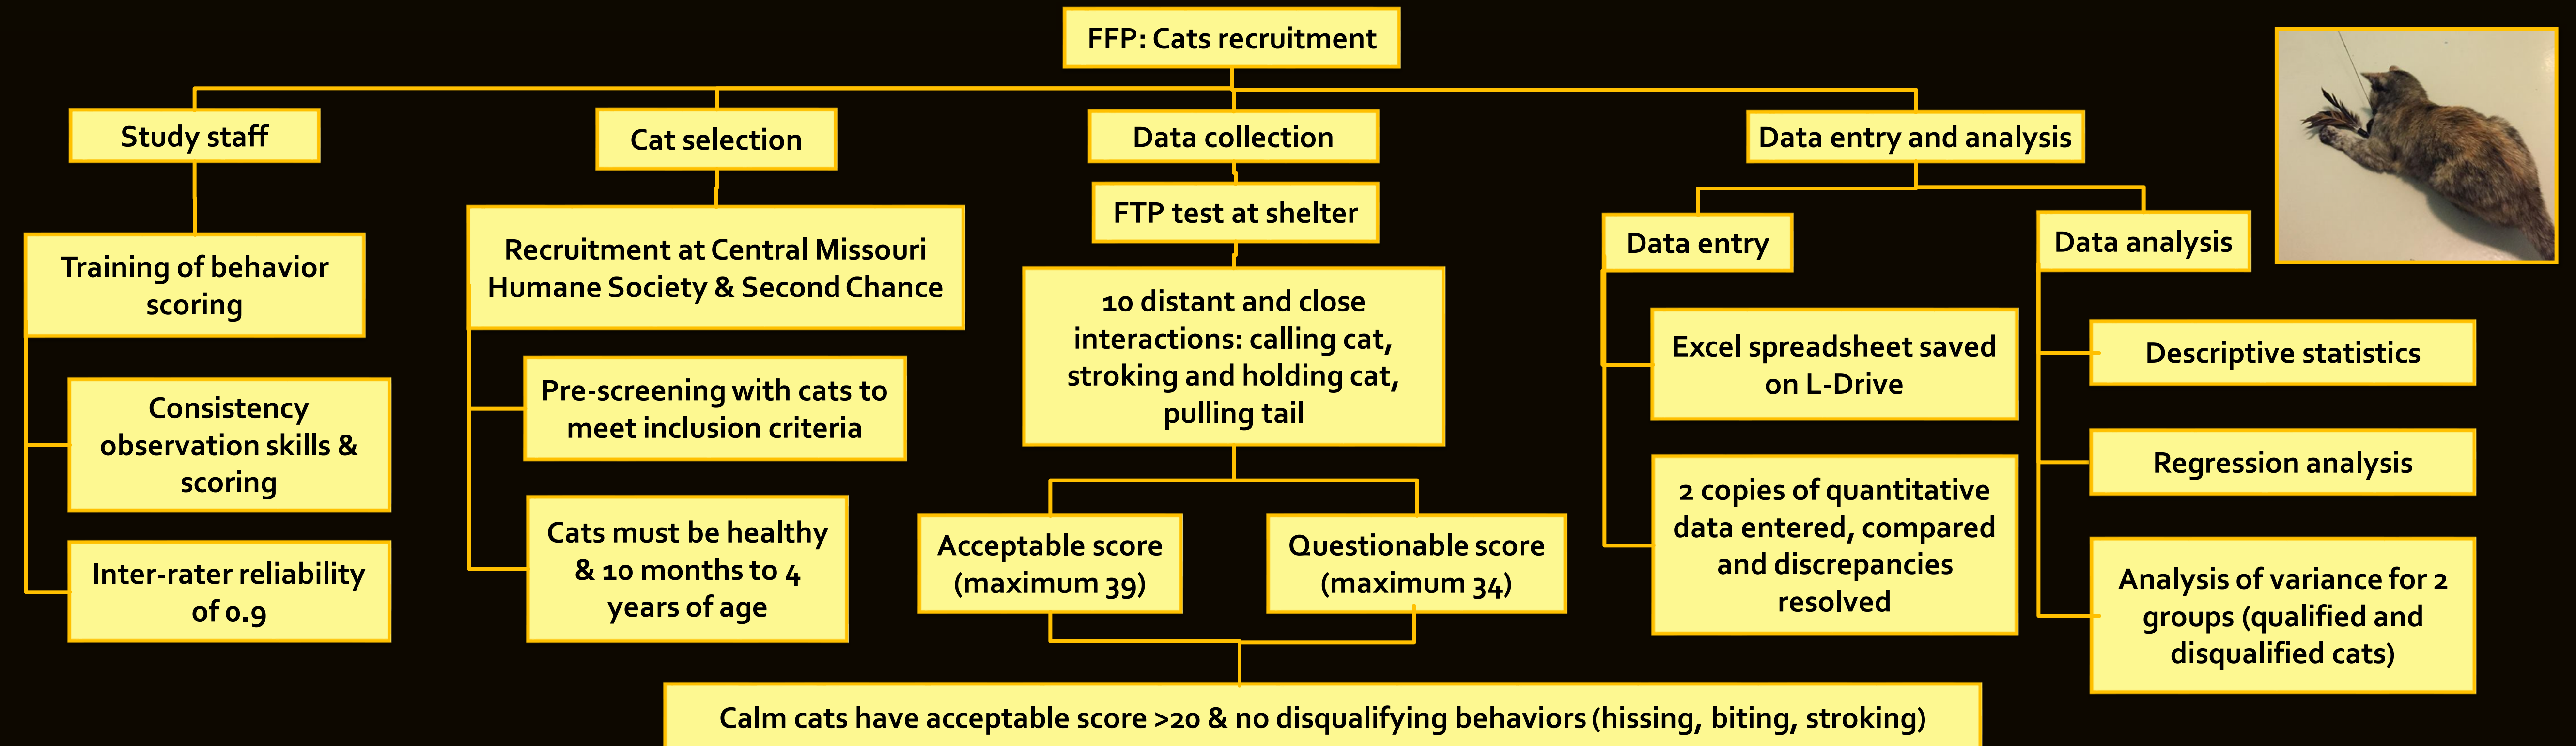 FFP: Cats recruitment
Study staff
Training of behavior
scoring
Consistency
observation skills &
scoring
Inter-rater reliability
of 0.9
Cat selection
Recruitment at Central Missouri
Humane Society & Second Chance
Pre-screening with cats to
meet inclusion criteria
Cats must be healthy
& 10 months to 4
years of age
Data collection
FTP test at shelter
10 distant and close
interactions: calling cat,
stroking and holding cat,
pulling tail
Acceptable score
(maximum 39)
Questionable score
(maximum 34)
Calm cats have acceptable score >20 & no disqualifying behaviors (hissing, biting, stroking)
Data entry and analysis
Data entry
Excel spreadsheet saved
on L-Drive
2 copies of quantitative
data entered, compared
and discrepancies
resolved
Data analysis
Descriptive statistics
Regression analysis
Analysis of variance for 2
groups (qualified and
disqualified cats)